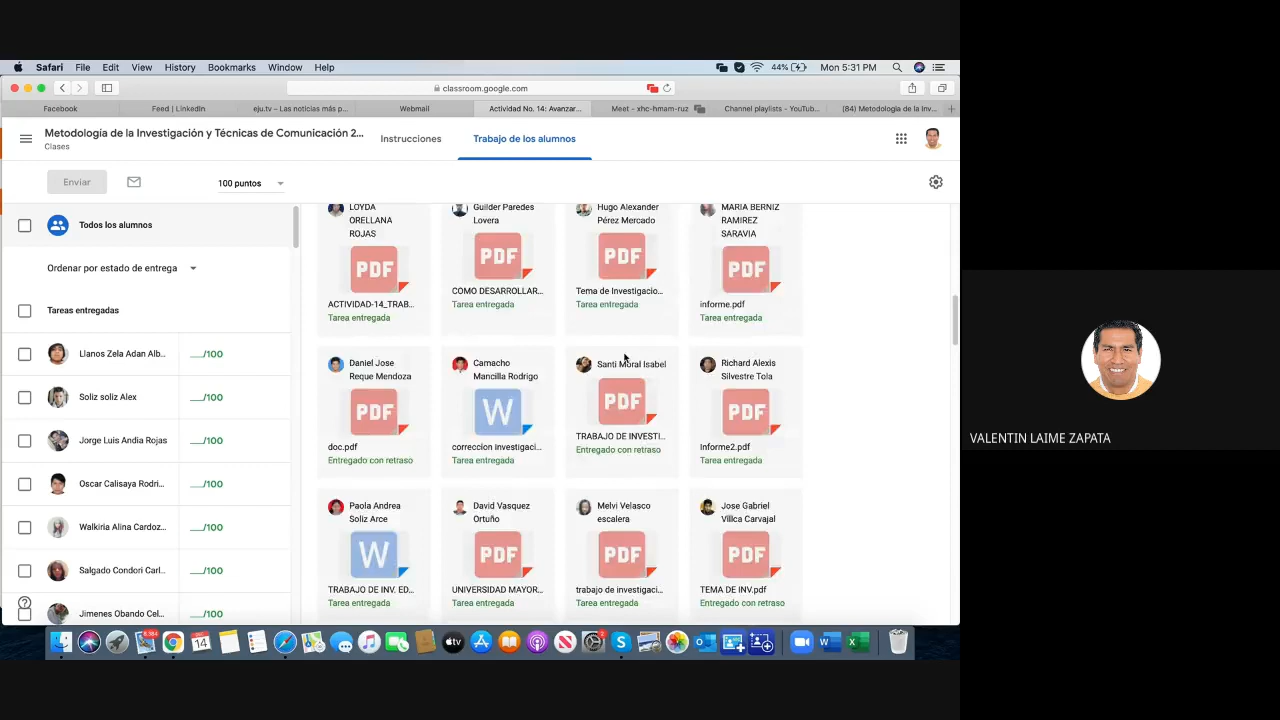 Safari File Edit View History Bookmarks Window Help
44% Mon 5:31 PM
classroom.google.com
Facebook
Feed | LinkedIn
eju.tv – Las noticias más p...
Webmail
Actividad No. 14: Avanzar...
Meet - xhc-hmam-ruz
Channel playlists - YouTub...
(84) Metodología de la Inv...
Metodología de la Investigación y Técnicas de Comunicación 2...
Clases
Instrucciones
Trabajo de los alumnos
Enviar
100 puntos
Todos los alumnos
Ordenar por estado de entrega
Tareas entregadas
Llanos Zela Adan Alb...
__/100
Soliz soliz Alex
__/100
Jorge Luis Andia Rojas
__/100
Oscar Calisaya Rodri...
__/100
Walkiria Alina Cardoz...
__/100
Salgado Condori Carl...
__/100
Jimenes Obando Cel...
__/100
LOYDA
ORELLANA
ROJAS
PDF
ACTIVIDAD-14_TRAB...
Tarea entregada
Guilder Paredes
Lovera
PDF
COMO DESARROLLAR...
Tarea entregada
Hugo Alexander
Pérez Mercado
PDF
Tema de Investigacio...
Tarea entregada
MARIA BERNIZ
RAMIREZ
SARAVIA
PDF
informe.pdf
Tarea entregada
Daniel Jose
Reque Mendoza
PDF
doc.pdf
Entregado con retraso
Camacho
Mancilla Rodrigo
W
correccion investigaci...
Tarea entregada
Santi Moral Isabel
PDF
TRABAJO DE INVESTI...
Entregado con retraso
Richard Alexis
Silvestre Tola
PDF
Informe2.pdf
Tarea entregada
Paola Andrea
Soliz Arce
W
TRABAJO DE INV. ED...
Tarea entregada
David Vasquez
Ortuño
PDF
UNIVERSIDAD MAYOR...
Tarea entregada
Melvi Velasco
escalera
PDF
trabajo de investigaci...
Tarea entregada
Jose Gabriel
Villca Carvajal
PDF
TEMA DE INV.pdf
Entregado con retraso
VALENTIN LAIME ZAPATA